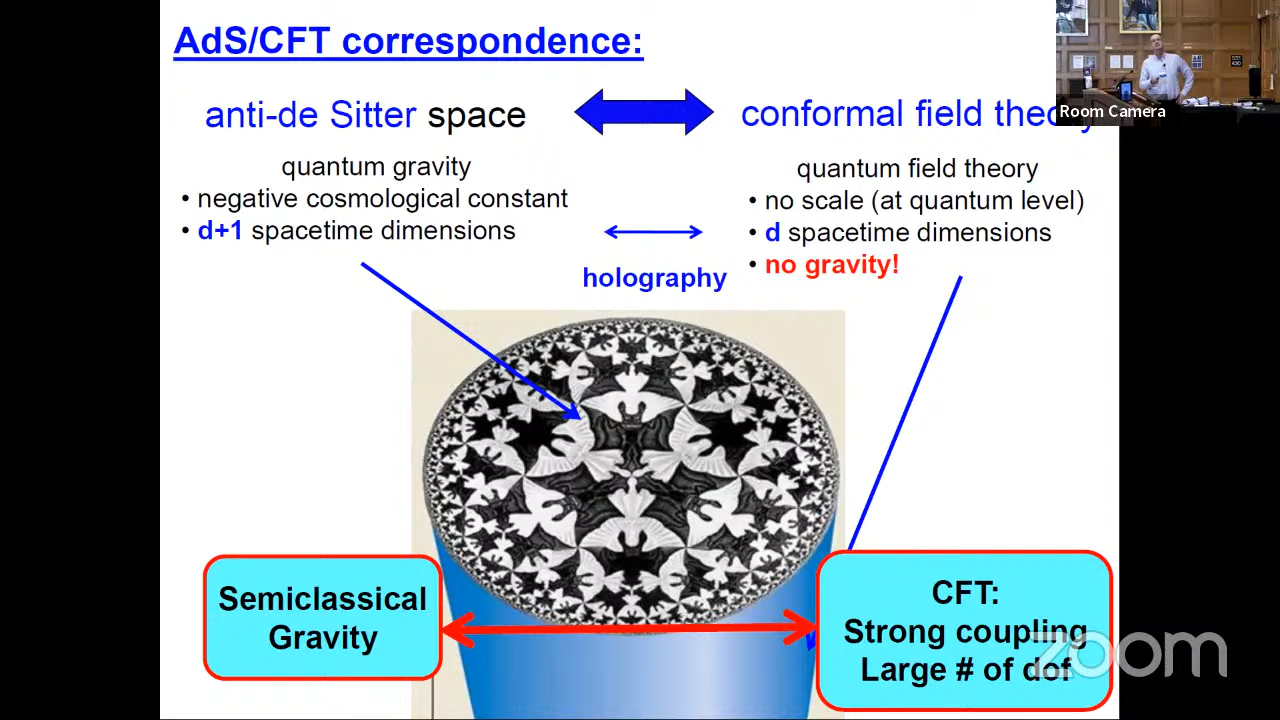 AdS/CFT correspondence:
anti-de Sitter space
conformal field theory
Room Camera
quantum gravity
• negative cosmological constant
• d+1 spacetime dimensions
holography
quantum field theory
• no scale (at quantum level)
• d spacetime dimensions
• no gravity!
Semiclassical
Gravity
CFT:
Strong coupling
Large # of dof
zoom